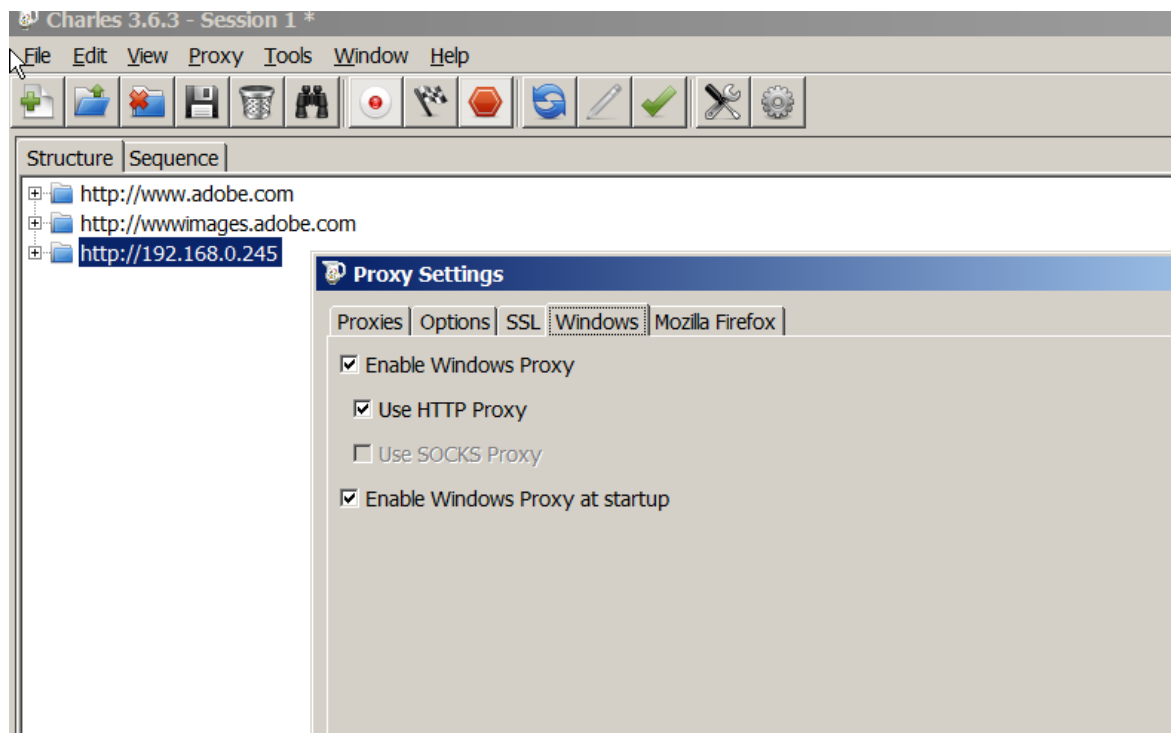 Charles 3.6.3 - Session 1 *
File Edit View Proxy Tools Window Help
Structure Sequence
http://www.adobe.com
http://wwwimages.adobe.com
http://192.168.0.245
Proxy Settings
Proxies Options SSL Windows Mozilla Firefox
Enable Windows Proxy
Use HTTP Proxy
Use SOCKS Proxy
Enable Windows Proxy at startup